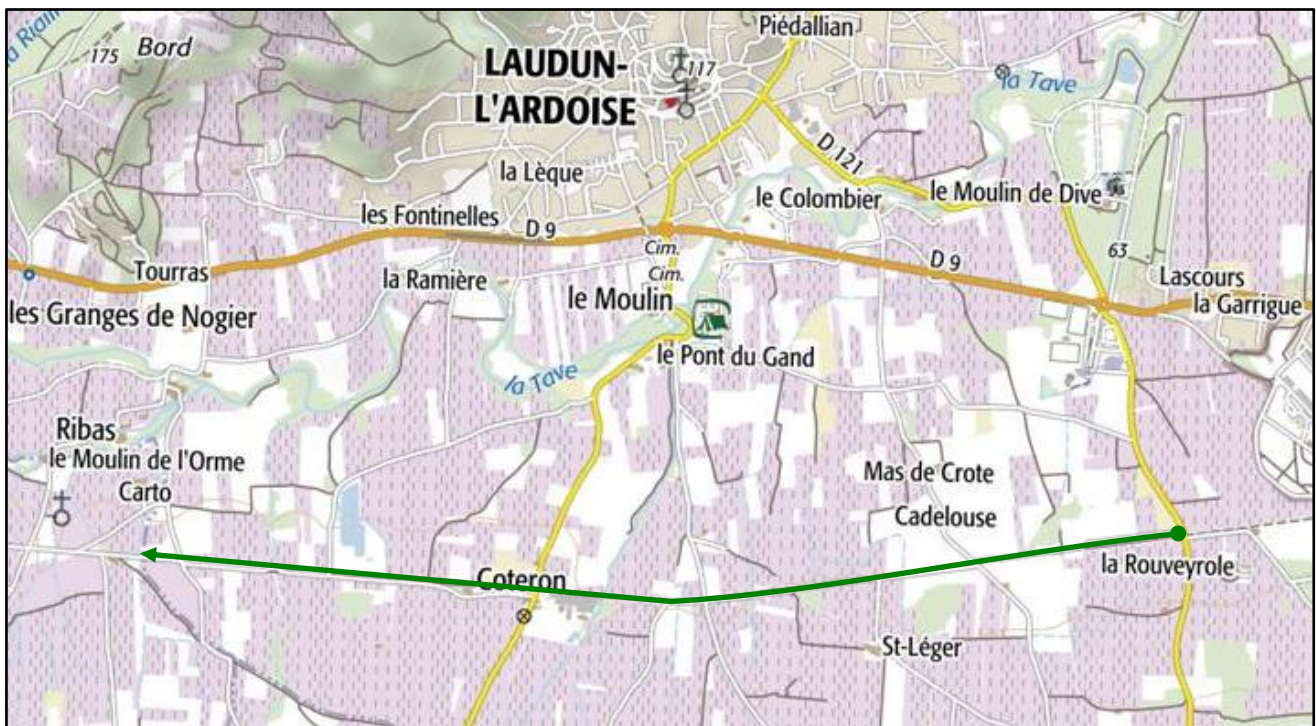 Piédallian
la Riaill
Bord
175
LAUDUN-
L'ARDOISE
117
la Tave
D 121
la Lèque
le Colombier
le Moulin de Dive
les Fontinelles
D 9
Cim.
Cim.
D 9
63
Tourras
la Ramière
Lascours
la Garrigue
les Granges de Nogier
le Moulin
le Pont du Gand
la Tave
Ribas
le Moulin de l'Orme
Carto
Mas de Crote
Cadelouse
la Rouveyrole
Coteron
St-Léger